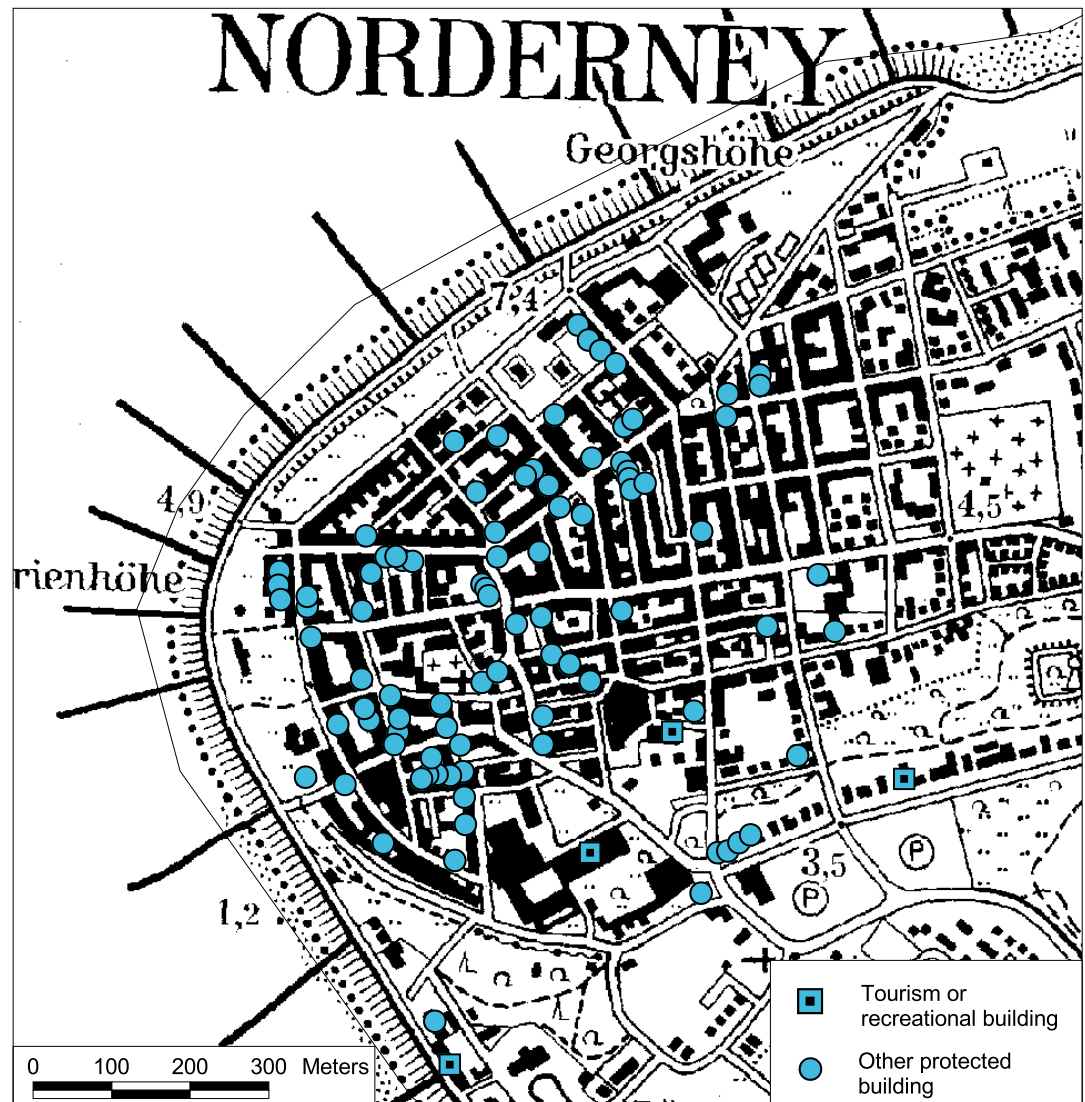 NORDERNEY
Georgshöhe
7,4
4,9
4,5
rienhöhe
3,5
P
P
1,2
Tourism or
recreational building
Other protected
building
0 100 200 300 Meters